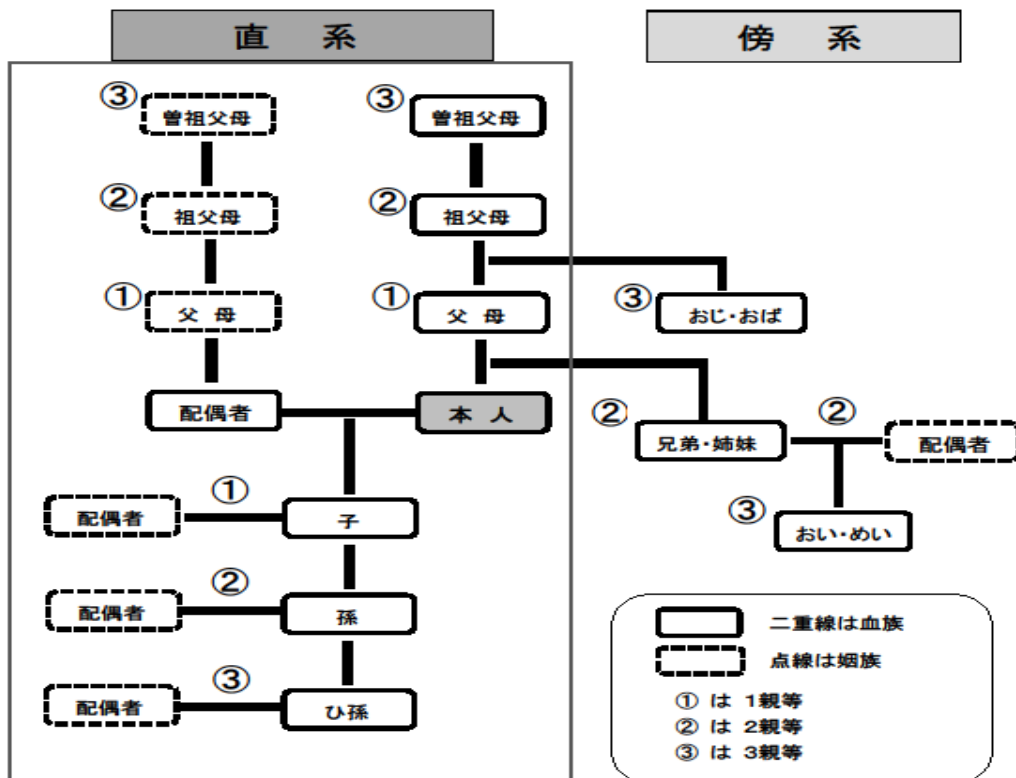 直 系
傍 系
③
曽祖父母
③
曽祖父母
②
祖父母
②
祖父母
①
父 母
①
父 母
③
おじ・おば
配偶者
本 人
②
兄弟・姉妹
②
配偶者
配偶者
①
子
③
おい・めい
配偶者
②
孫
配偶者
③
ひ孫
二重線は血族
点線は姻族
① は 1親等
② は 2親等
③ は 3親等